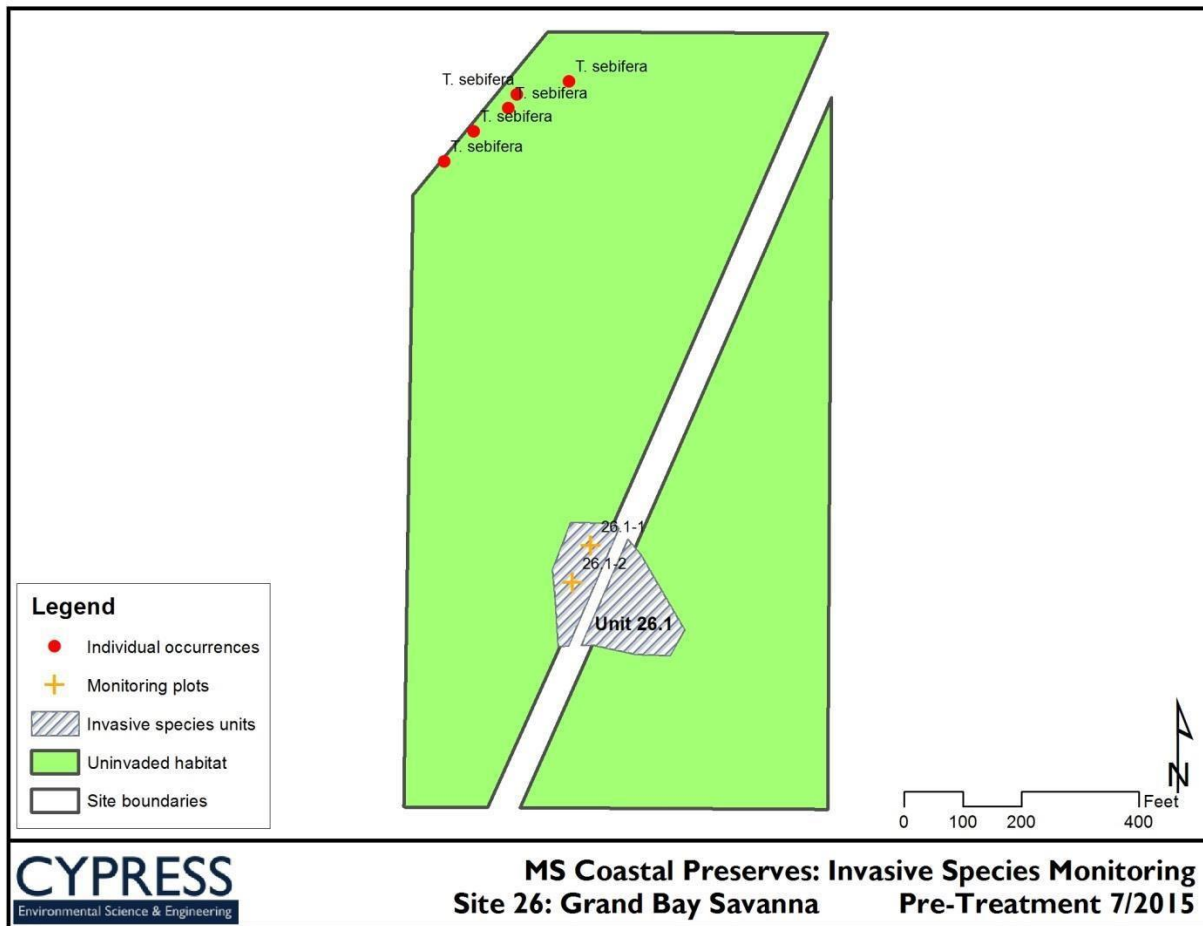 T. sebifera
T. sebifera
T. sebifera
T. sebifera
T. sebifera
26.1-1
26.1-2
Unit 26.1
Legend
Individual occurrences
Monitoring plots
Invasive species units
Uninvaded habitat
Site boundaries
N
Feet
0 100 200 400
CYPRESS
Environmental Science & Engineering
MS Coastal Preserves: Invasive Species Monitoring
Site 26: Grand Bay Savanna Pre-Treatment 7/2015